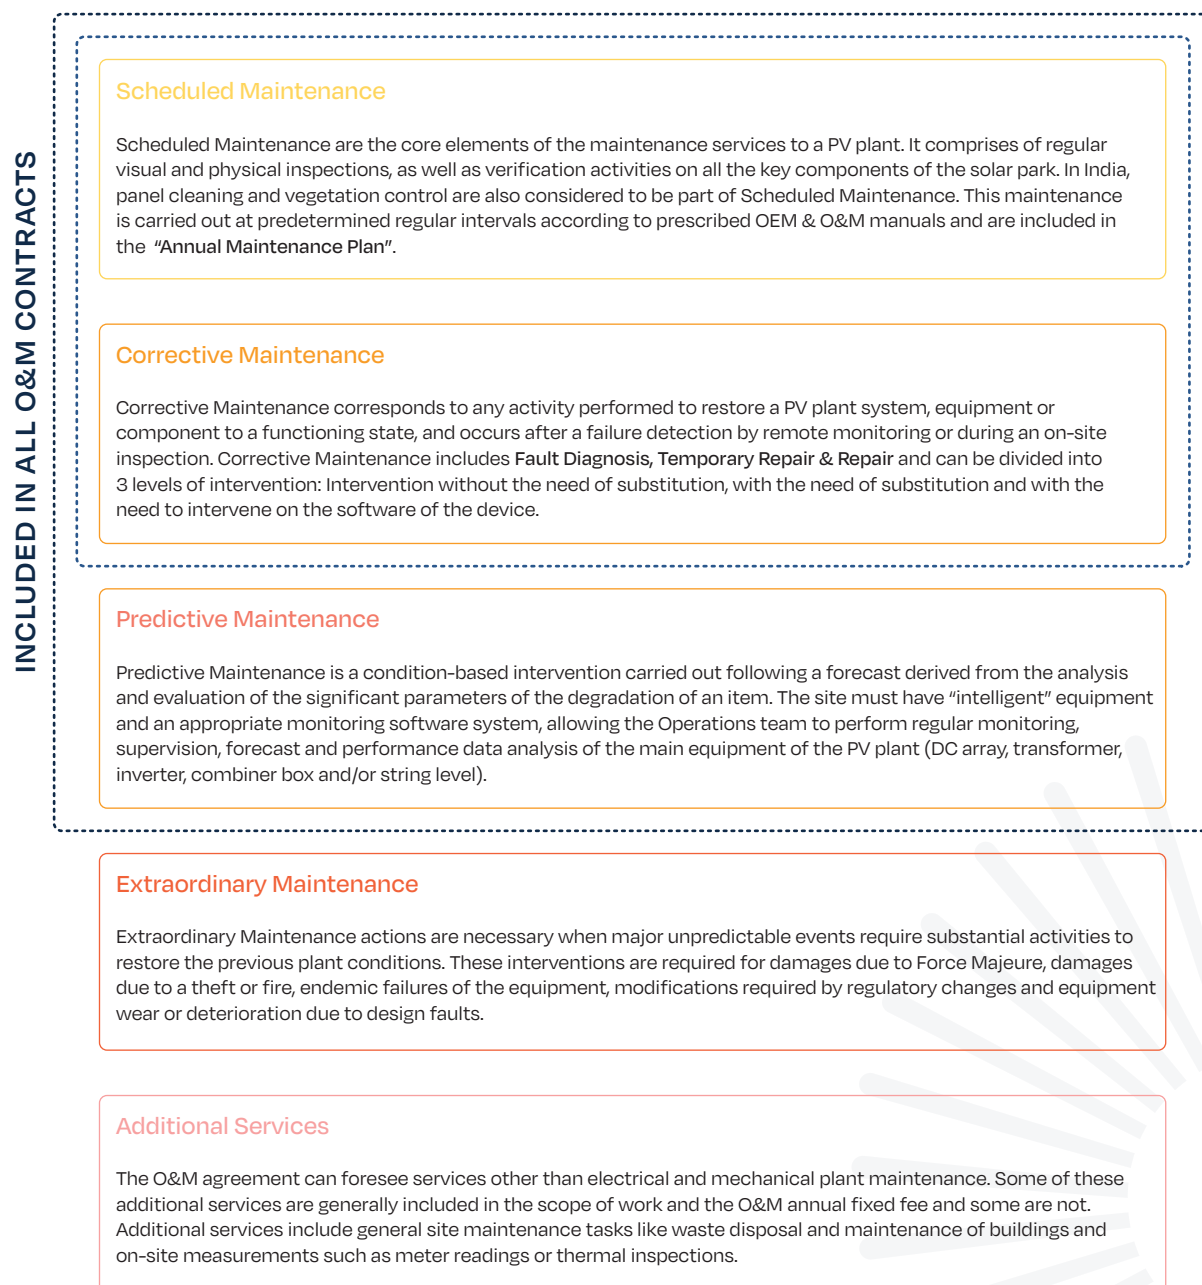 INCLUDED IN ALL O&M CONTRACTS
Scheduled Maintenance
Scheduled Maintenance are the core elements of the maintenance services to a PV plant. It comprises of regular
visual and physical inspections, as well as verification activities on all the key components of the solar park. In India,
panel cleaning and vegetation control are also considered to be part of Scheduled Maintenance. This maintenance
is carried out at predetermined regular intervals according to prescribed OEM & O&M manuals and are included in
the “Annual Maintenance Plan”.
Corrective Maintenance
Corrective Maintenance corresponds to any activity performed to restore a PV plant system, equipment or
component to a functioning state, and occurs after a failure detection by remote monitoring or during an on-site
inspection. Corrective Maintenance includes Fault Diagnosis, Temporary Repair & Repair and can be divided into
3 levels of intervention: Intervention without the need of substitution, with the need of substitution and with the
need to intervene on the software of the device.
Predictive Maintenance
Predictive Maintenance is a condition-based intervention carried out following a forecast derived from the analysis
and evaluation of the significant parameters of the degradation of an item. The site must have “intelligent” equipment
and an appropriate monitoring software system, allowing the Operations team to perform regular monitoring,
supervision, forecast and performance data analysis of the main equipment of the PV plant (DC array, transformer,
inverter, combiner box and/or string level).
Extraordinary Maintenance
Extraordinary Maintenance actions are necessary when major unpredictable events require substantial activities to
restore the previous plant conditions. These interventions are required for damages due to Force Majeure, damages
due to a theft or fire, endemic failures of the equipment, modifications required by regulatory changes and equipment
wear or deterioration due to design faults.
Additional Services
The O&M agreement can foresee services other than electrical and mechanical plant maintenance. Some of these
additional services are generally included in the scope of work and the O&M annual fixed fee and some are not.
Additional services include general site maintenance tasks like waste disposal and maintenance of buildings and
on-site measurements such as meter readings or thermal inspections.